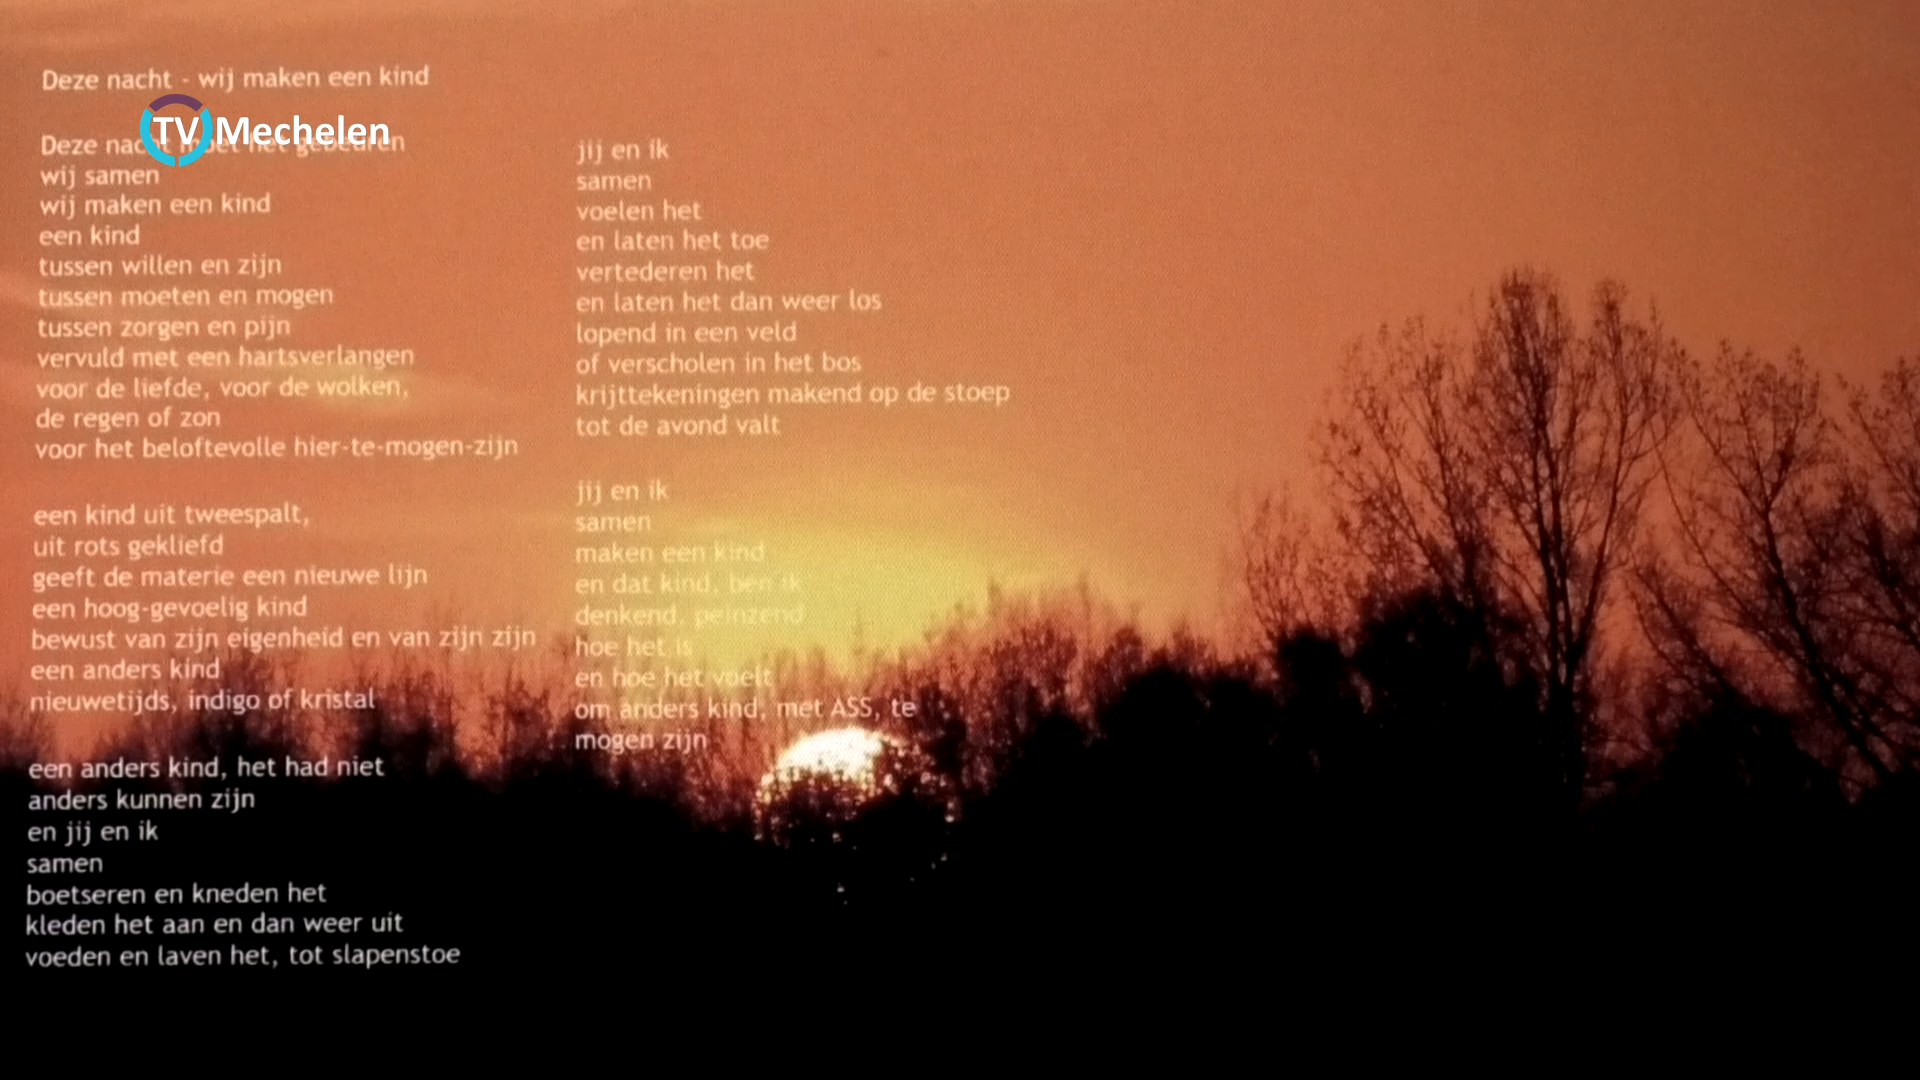 Deze nacht - wij maken een kind
TV Mechelen
Deze nacht moet het gebeuren
wij samen
wij maken een kind
een kind
tussen willen en zijn
tussen moeten en mogen
tussen zorgen en pijn
vervuld met een hartsverlangen
voor de liefde, voor de wolken,
de regen of zon
voor het beloftevolle hier-te-mogen-zijn
een kind uit tweespalt,
uit rots gekliefd
geeft de materie een nieuwe lijn
een hoog-gevoelig kind
bewust van zijn eigenheid en van zijn zijn
een anders kind
nieuwetijds, indigo of kristal
een anders kind, het had niet
anders kunnen zijn
en jij en ik
samen
boetseren en kneden het
kleden het aan en dan weer uit
voeden en laven het, tot slapenstoe
jij en ik
samen
voelen het
en laten het toe
vertederen het
en laten het dan weer los
lopend in een veld
of verscholen in het bos
krijttekeningen makend op de stoep
tot de avond valt
jij en ik
samen
maken een kind
en dat kind, ben ik
denkend, peinzend
hoe het is
en hoe het voelt
om anders kind, met ASS, te
mogen zijn